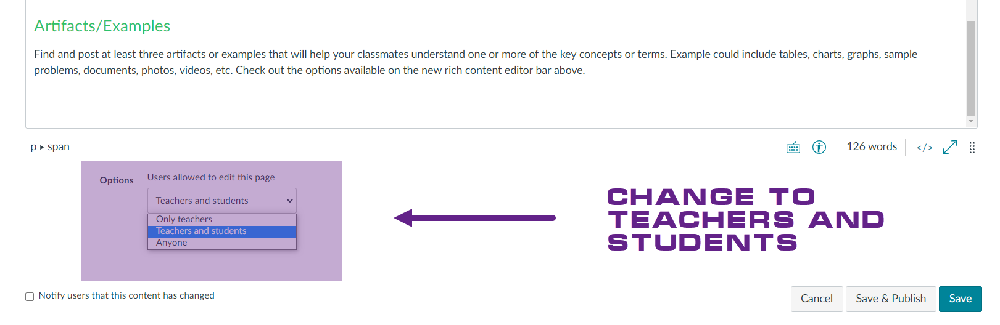 Artifacts/Examples
Find and post at least three artifacts or examples that will help your classmates understand one or more of the key concepts or terms. Example could include tables, charts, graphs, sample
problems, documents, photos, videos, etc. Check out the options available on the new rich content editor bar above.
p ▸ span
126 words
</>
Options
Users allowed to edit this page
Teachers and students
Only teachers
Teachers and students
Anyone
CHANGE TO
TEACHERS AND
STUDENTS
Notify users that this content has changed
Cancel
Save & Publish
Save